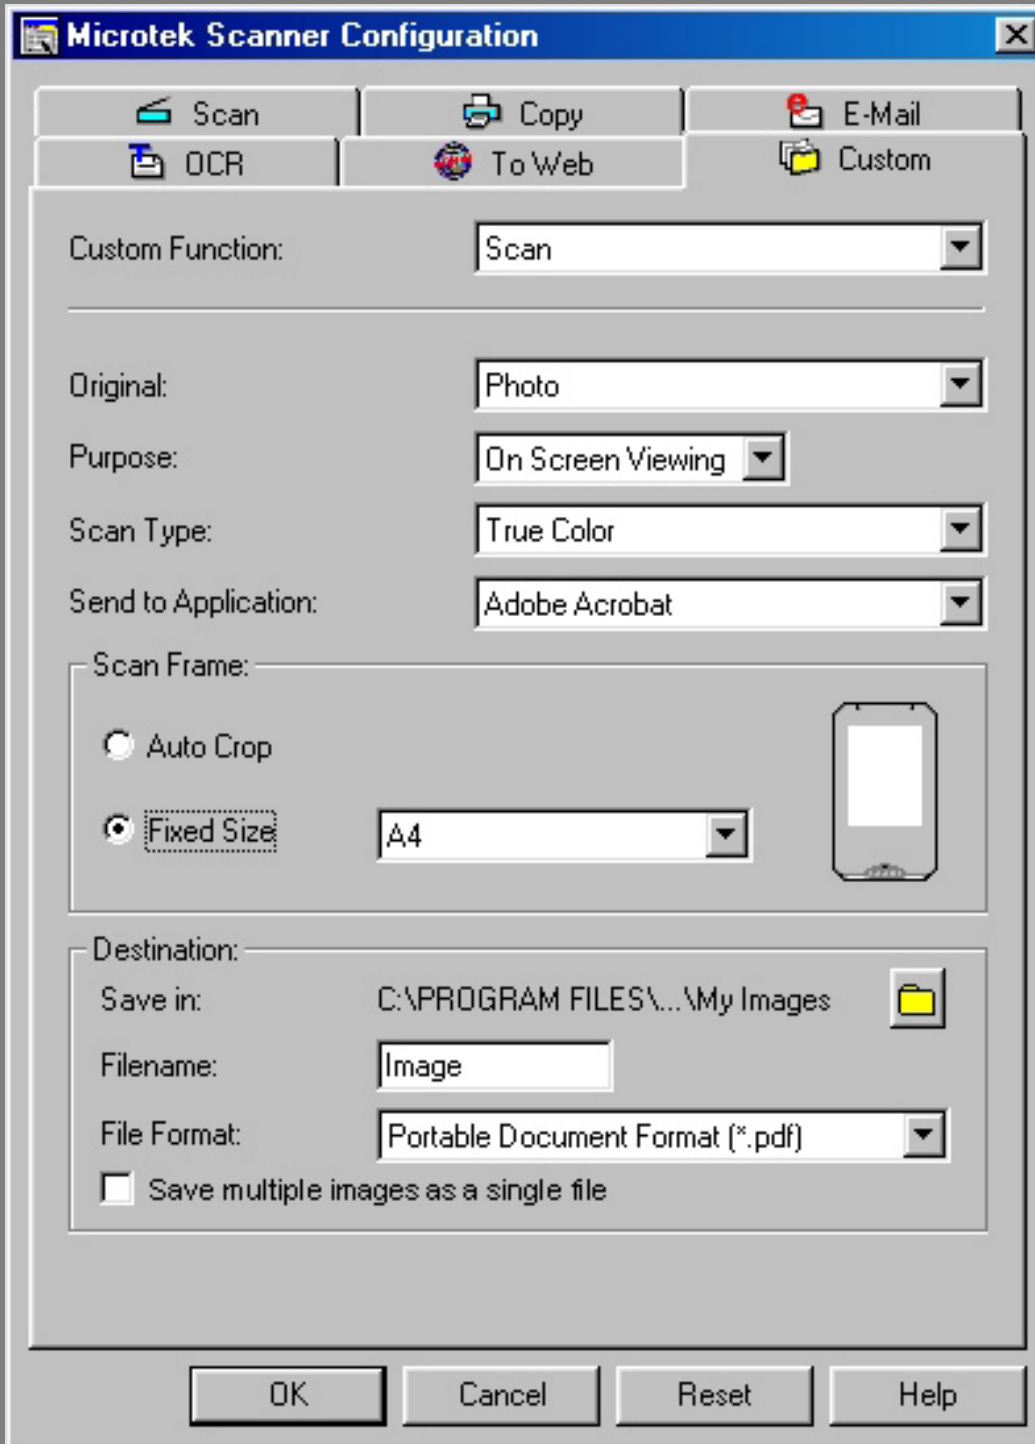 Microtek Scanner Configuration
Scan Copy E-Mail
OCR To Web Custom
Custom Function: Scan
Original: Photo
Purpose: On Screen Viewing
Scan Type: True Color
Send to Application: Adobe Acrobat
Scan Frame:
Auto Crop
Fixed Size A4
Destination:
Save in: C:\PROGRAM FILES\...\My Images
Filename: Image
File Format: Portable Document Format (*.pdf)
Save multiple images as a single file
OK Cancel Reset Help